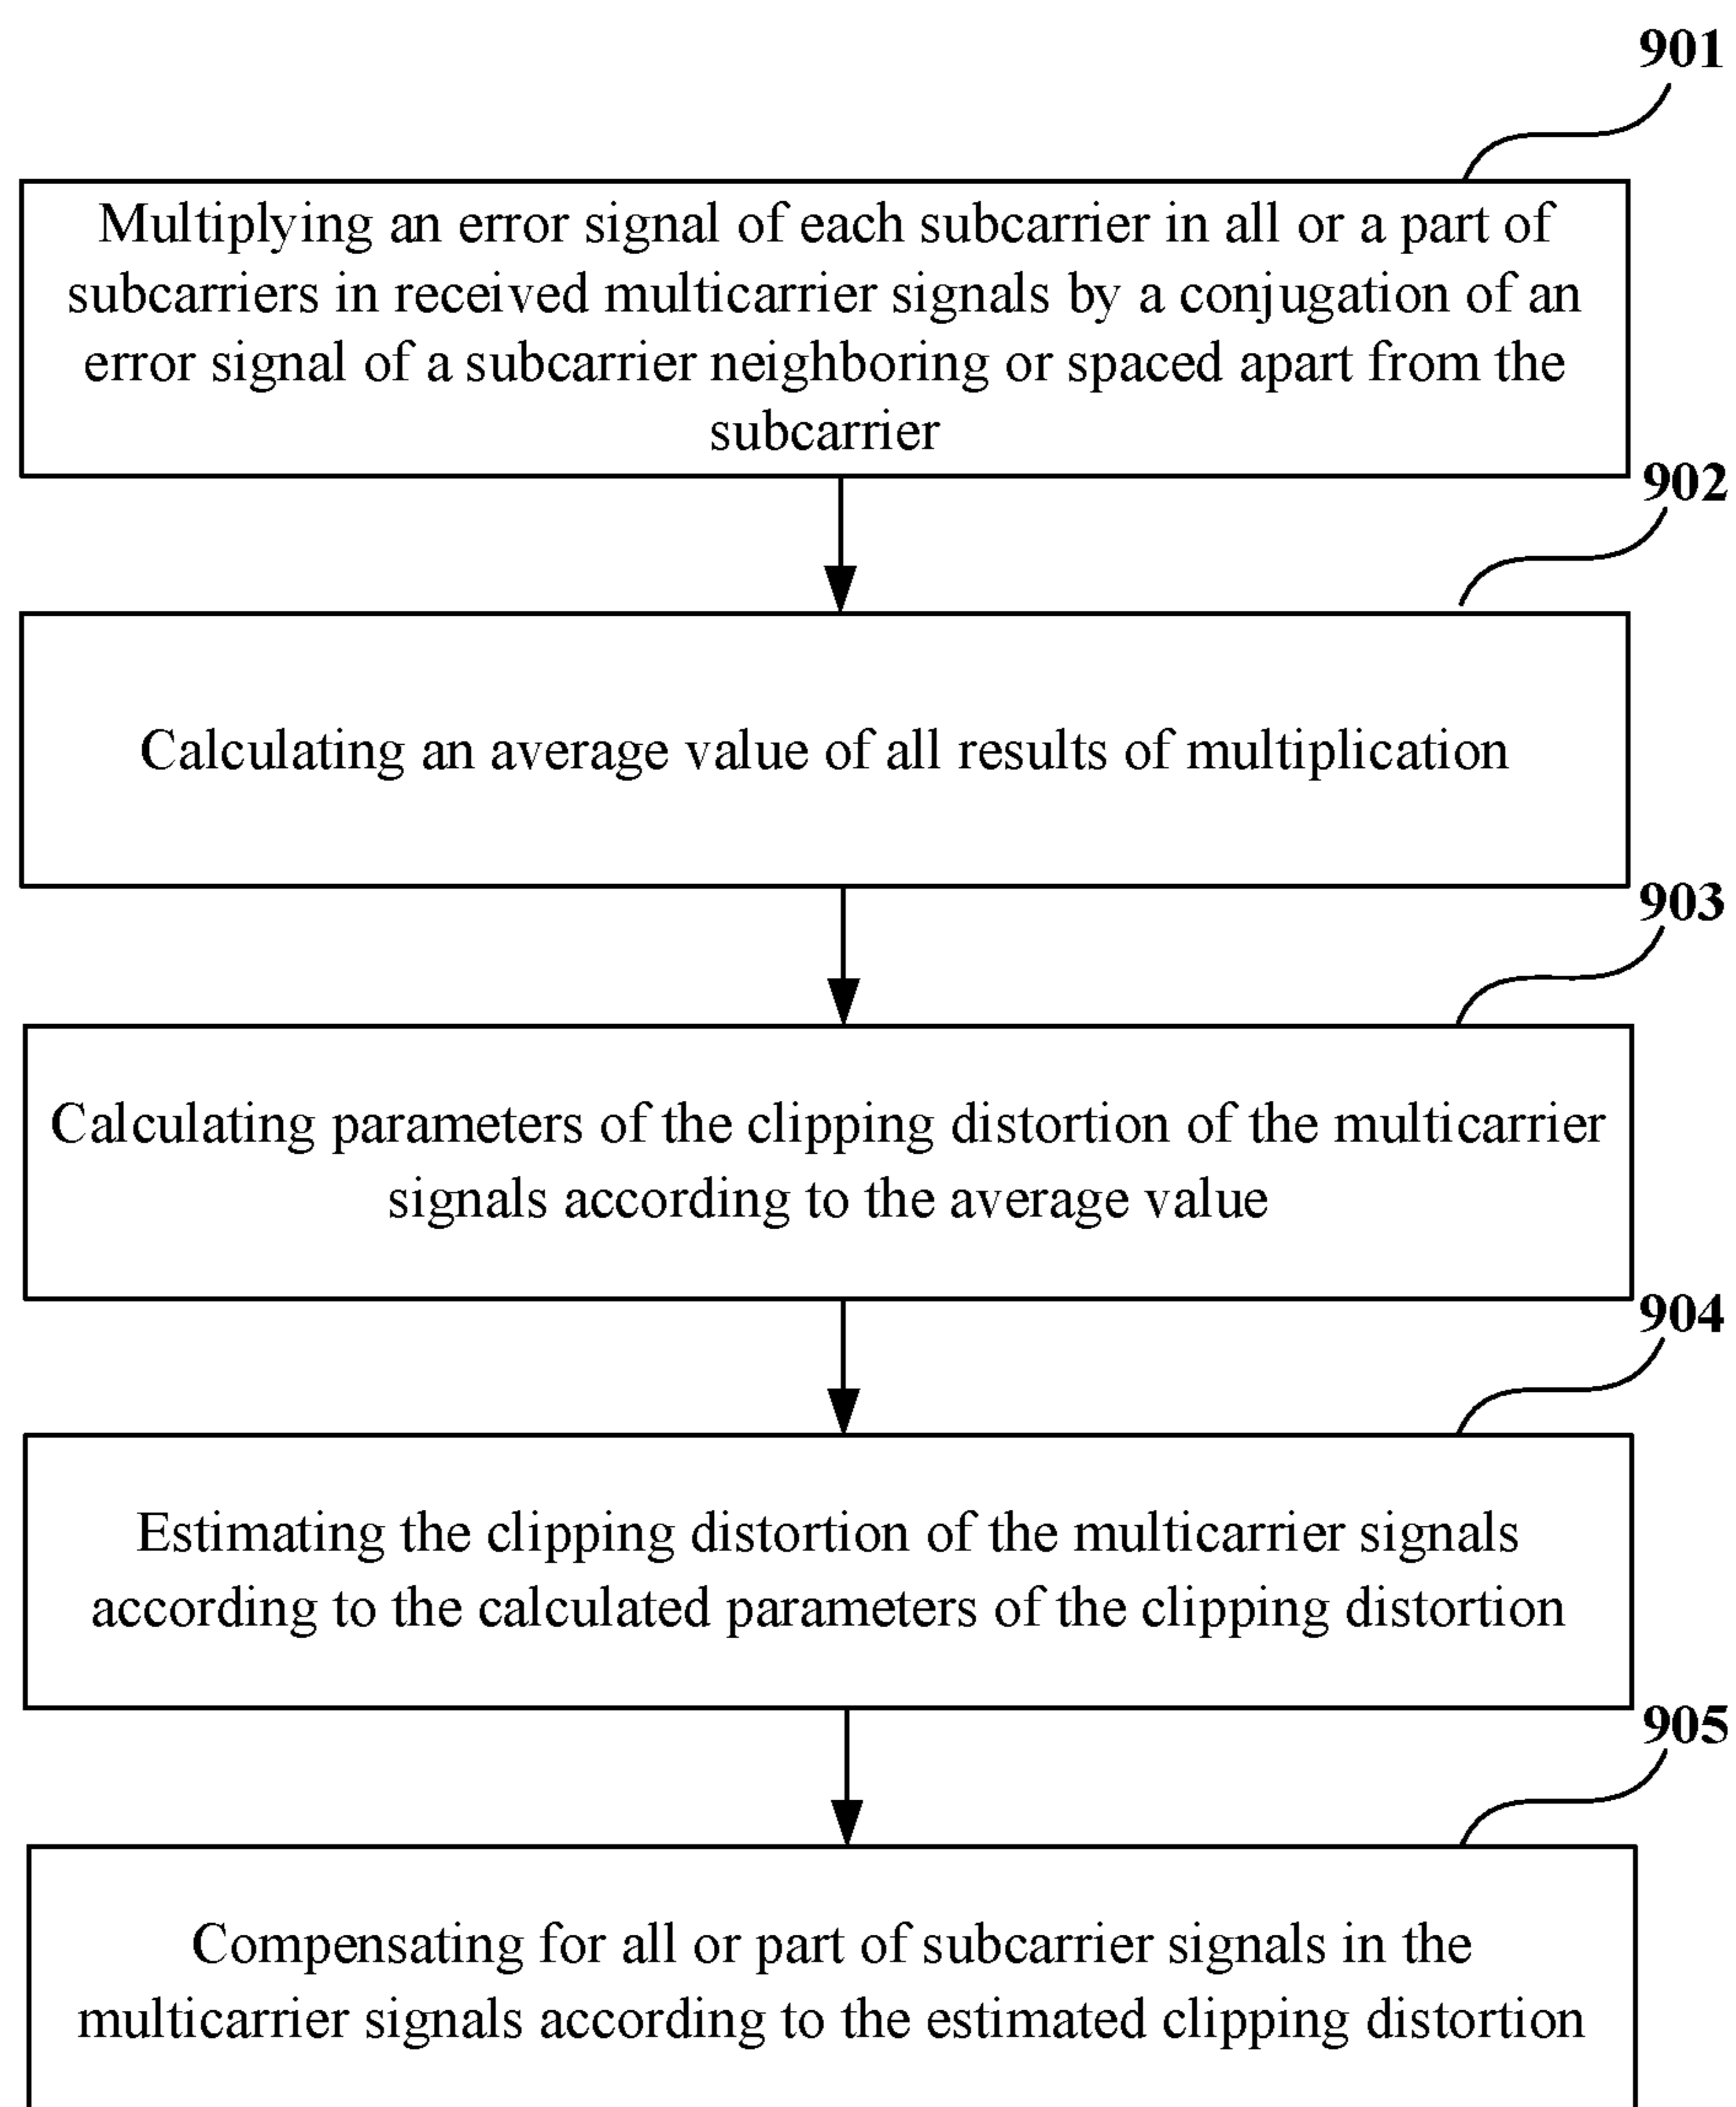 901
Multiplying an error signal of each subcarrier in all or a part of
subcarriers in received multicarrier signals by a conjugation of an
error signal of a subcarrier neighboring or spaced apart from the
subcarrier
902
Calculating an average value of all results of multiplication
903
Calculating parameters of the clipping distortion of the multicarrier
signals according to the average value
904
Estimating the clipping distortion of the multicarrier signals
according to the calculated parameters of the clipping distortion
905
Compensating for all or part of subcarrier signals in the
multicarrier signals according to the estimated clipping distortion